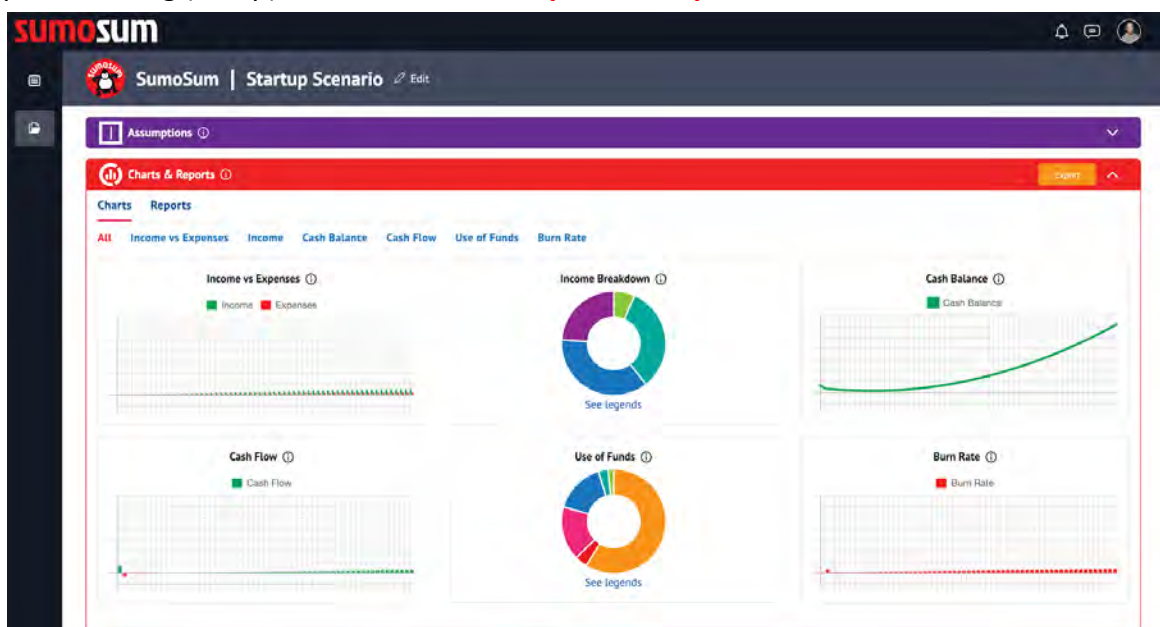 sumosum
SumoSum | Startup Scenario Edit
Assumptions
Charts & Reports
Export
Charts Reports
All Income vs Expenses Income Cash Balance Cash Flow Use of Funds Burn Rate
Income vs Expenses
Income Expenses
Income Breakdown
See legends
Cash Balance
Cash Balance
Cash Flow
Cash Flow
Use of Funds
See legends
Burn Rate
Burn Rate